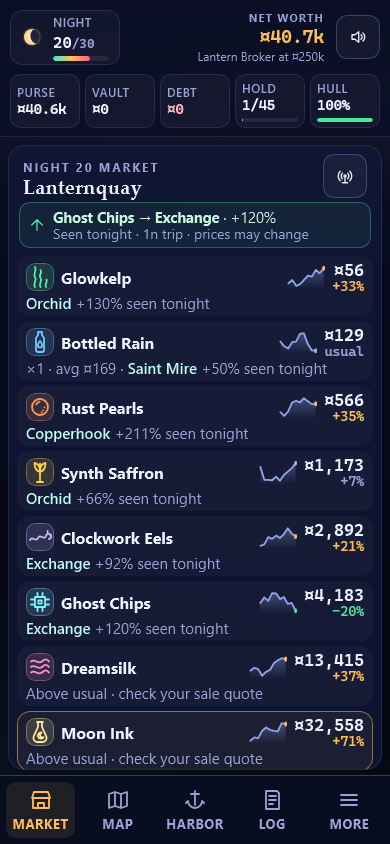 NIGHT
20/30
NET WORTH
¤40.7k
Lantern Broker at ¤250k
PURSE
¤40.6k
VAULT
¤0
DEBT
¤0
HOLD
1/45
HULL
100%
NIGHT 20 MARKET
Lanternquay
Ghost Chips → Exchange · +120%
Seen tonight · 1n trip · prices may change
Glowkelp
¤56
+33%
Orchid +130% seen tonight
Bottled Rain
¤129
usual
×1 · avg ¤169 · Saint Mire +50% seen tonight
Rust Pearls
¤566
+35%
Copperhook +211% seen tonight
Synth Saffron
¤1,173
+7%
Orchid +66% seen tonight
Clockwork Eels
¤2,892
+21%
Exchange +92% seen tonight
Ghost Chips
¤4,183
−20%
Exchange +120% seen tonight
Dreamsilk
¤13,415
+37%
Above usual · check your sale quote
Moon Ink
¤32,558
+71%
Above usual · check your sale quote
MARKET
MAP
HARBOR
LOG
MORE